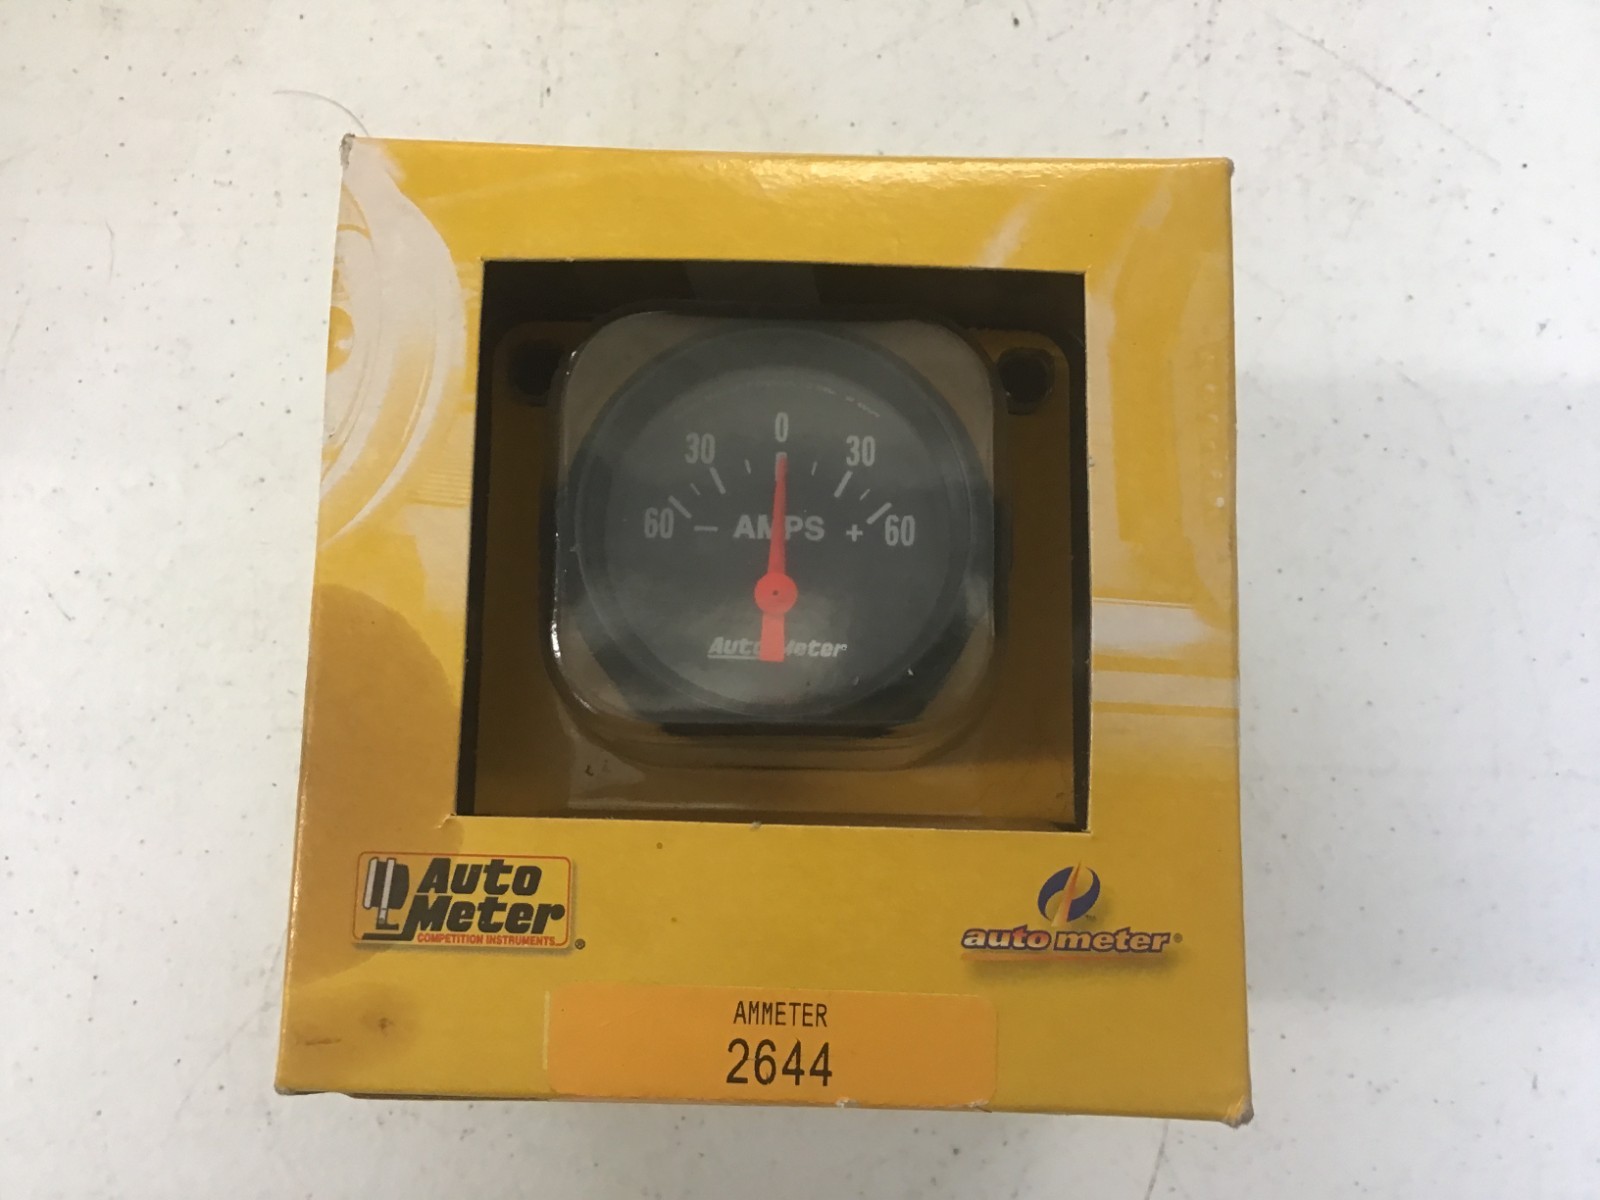 0
30 30
60 – AMPS + 60
Auto Meter®
Auto
Meter
COMPETITION INSTRUMENTS ®
auto meter®
AMMETER
2644